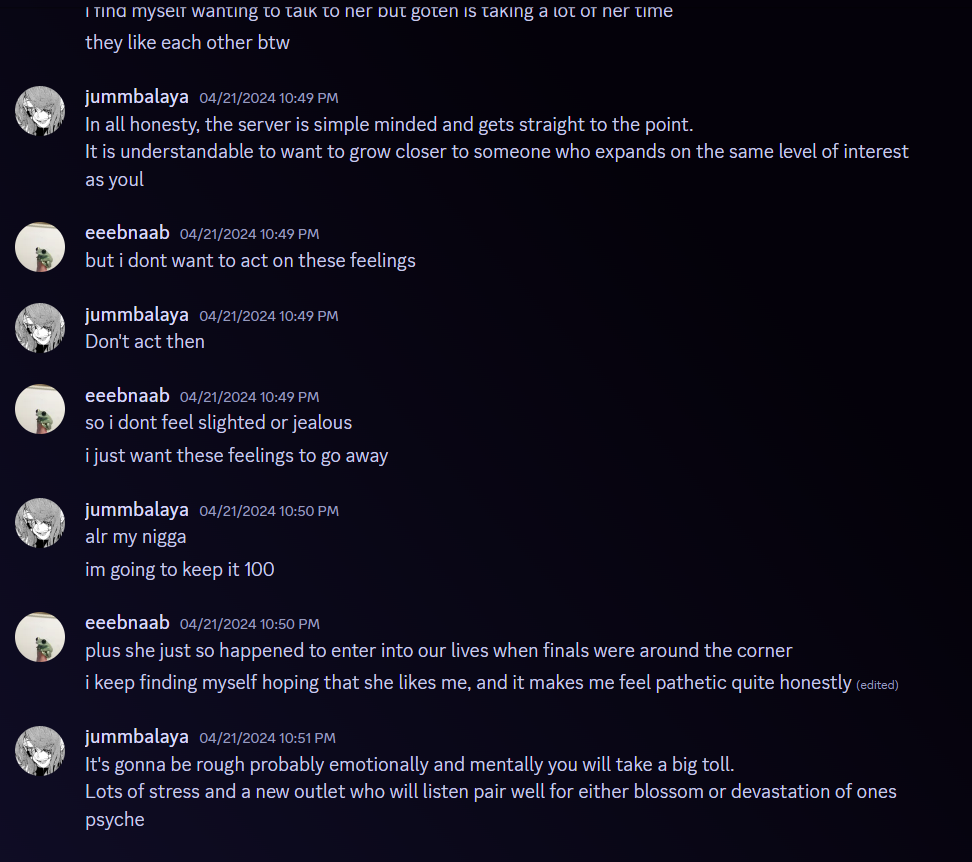 i find myself wanting to talk to her but goten is taking a lot of her time
they like each other btw
jummbalaya 04/21/2024 10:49 PM
In all honesty, the server is simple minded and gets straight to the point.
It is understandable to want to grow closer to someone who expands on the same level of interest
as youl
eeebnaab 04/21/2024 10:49 PM
but i dont want to act on these feelings
jummbalaya 04/21/2024 10:49 PM
Don't act then
eeebnaab 04/21/2024 10:49 PM
so i dont feel slighted or jealous
i just want these feelings to go away
jummbalaya 04/21/2024 10:50 PM
alr my nigga
im going to keep it 100
eeebnaab 04/21/2024 10:50 PM
plus she just so happened to enter into our lives when finals were around the corner
i keep finding myself hoping that she likes me, and it makes me feel pathetic quite honestly (edited)
jummbalaya 04/21/2024 10:51 PM
It's gonna be rough probably emotionally and mentally you will take a big toll.
Lots of stress and a new outlet who will listen pair well for either blossom or devastation of ones
psyche